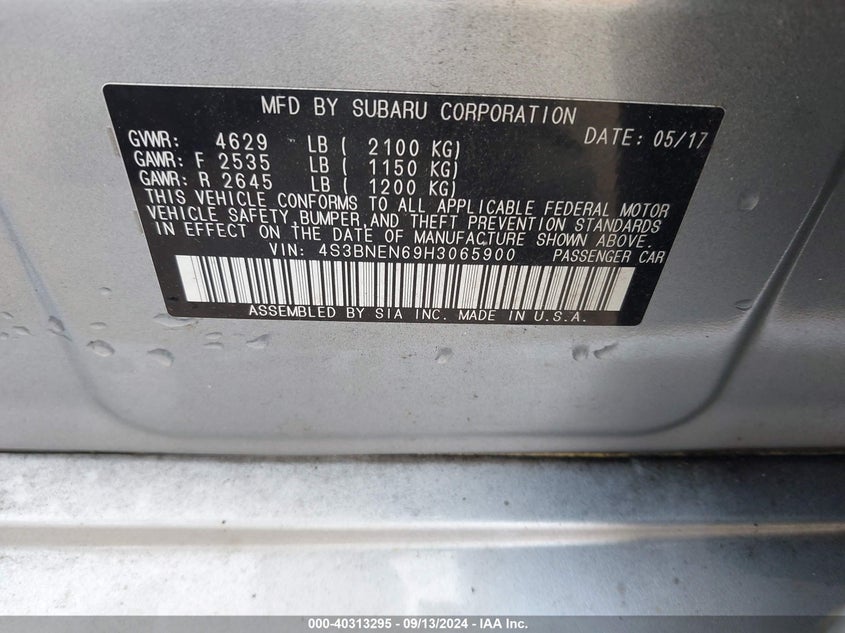 MFD BY SUBARU CORPORATION
GVWR: 4629 LB ( 2100 KG) DATE: 05/17
GAWR: F 2535 LB ( 1150 KG)
GAWR: R 2645 LB ( 1200 KG)
THIS VEHICLE CONFORMS TO ALL APPLICABLE FEDERAL MOTOR
VEHICLE SAFETY,BUMPER,AND THEFT PREVENTION STANDARDS
IN EFFECT ON THE DATE OF MANUFACTURE SHOWN ABOVE.
VIN: 4S3BNEN69H3065900 PASSENGER CAR
ASSEMBLED BY SIA INC. MADE IN U.S.A.
000-40313295 - 09/13/2024 - IAA Inc.